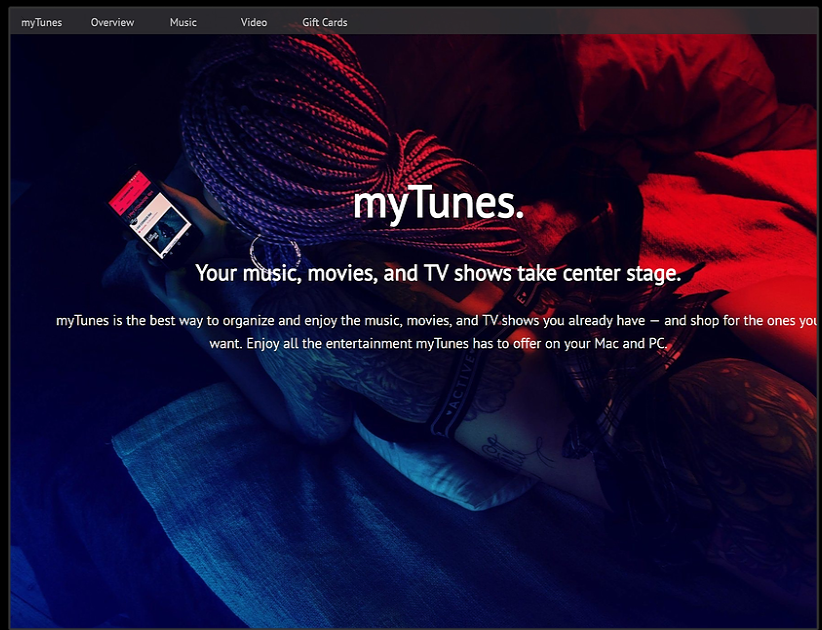 myTunes Overview Music Video Gift Cards
myTunes.
Your music, movies, and TV shows take center stage.
myTunes is the best way to organize and enjoy the music, movies, and TV shows you already have — and shop for the ones you
want. Enjoy all the entertainment myTunes has to offer on your Mac and PC.
ACTIVE